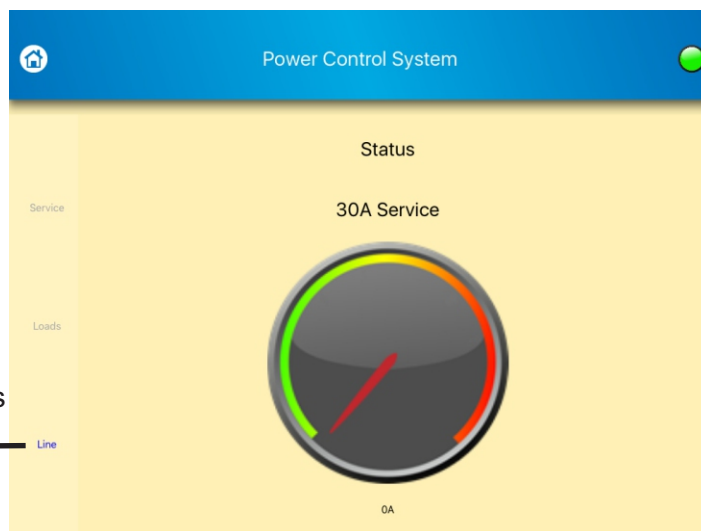 Power Control System
Status
Service
30A Service
Loads
s
Line
0A